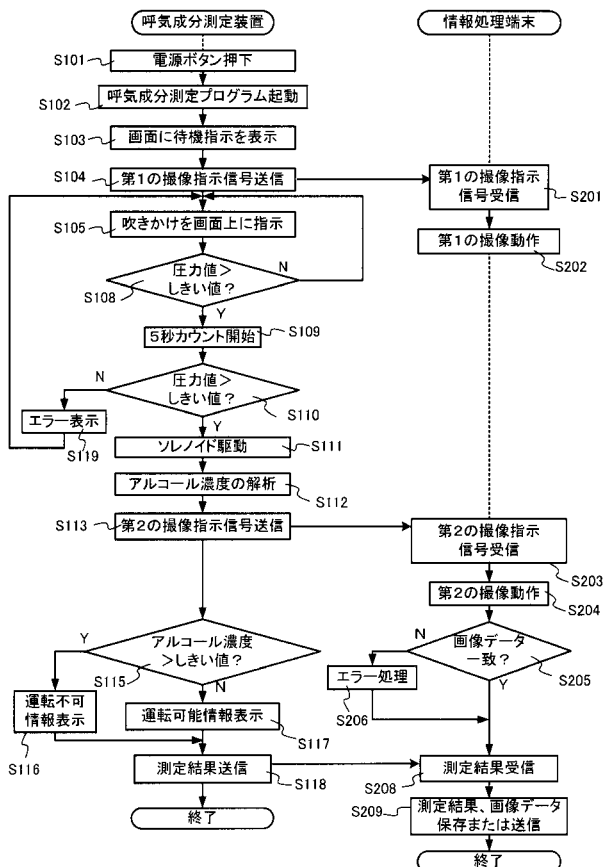 呼気成分測定装置
情報処理端末
S101
電源ボタン押下
S102
呼気成分測定プログラム起動
S103
画面に待機指示を表示
S104
第1の撮像指示信号送信
第1の撮像指示
信号受信
S201
S105
吹きかけを画面上に指示
第1の撮像動作
S202
S108
圧力値>
しきい値?
N
Y
S109
5秒カウント開始
N
圧力値>
しきい値?
S110
エラー表示
S119
Y
ソレノイド駆動
S111
アルコール濃度の解析
S112
S113
第2の撮像指示信号送信
第2の撮像指示
信号受信
S203
第2の撮像動作
S204
Y
アルコール濃度
>しきい値?
S115
N
N
画像データ
一致?
S205
エラー処理
S206
Y
運転不可
情報表示
S116
運転可能情報表示
S117
測定結果送信
S118
測定結果受信
S208
S209
測定結果、画像データ
保存または送信
終了
終了